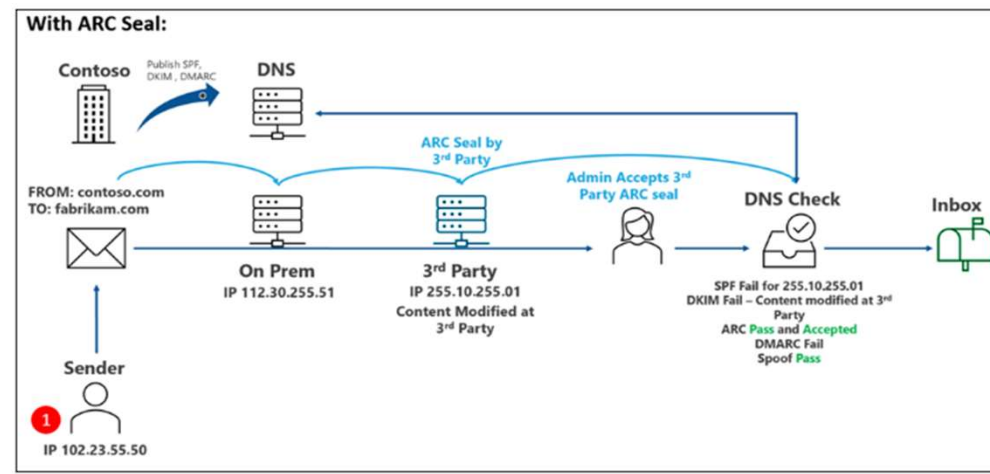 With ARC Seal:
Contoso
Publish SPF,
DKIM , DMARC
DNS
ARC Seal by
3rd Party
Admin Accepts 3rd
Party ARC seal
FROM: contoso.com
TO: fabrikam.com
DNS Check
Inbox
On Prem
IP 112.30.255.51
3rd Party
IP 255.10.255.01
Content Modified at
3rd Party
SPF Fail for 255.10.255.01
DKIM Fail – Content modified at 3rd
Party
ARC Pass and Accepted
DMARC Fail
Spoof Pass
Sender
1
IP 102.23.55.50